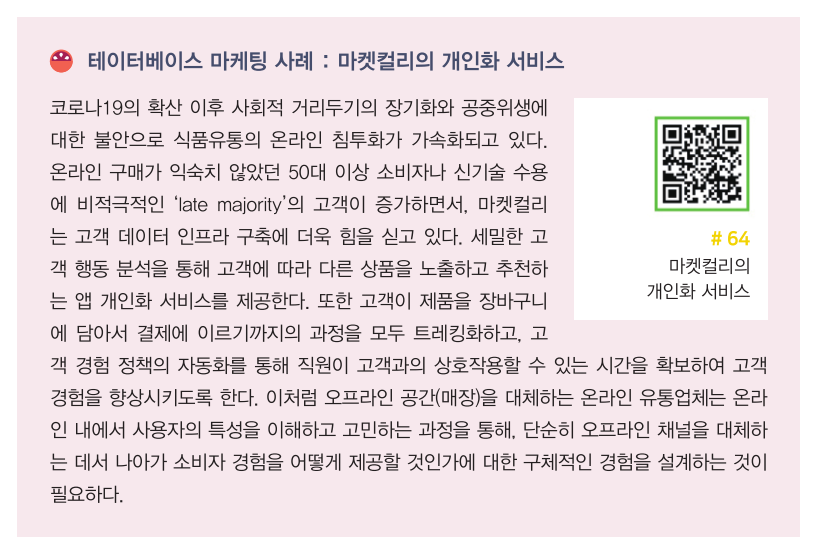 테이터베이스 마케팅 사례 : 마켓컬리의 개인화 서비스
코로나19의 확산 이후 사회적 거리두기의 장기화와 공중위생에
대한 불안으로 식품유통의 온라인 침투화가 가속화되고 있다.
온라인 구매가 익숙치 않았던 50대 이상 소비자나 신기술 수용
에 비적극적인 ‘late majority’의 고객이 증가하면서, 마켓컬리
는 고객 데이터 인프라 구축에 더욱 힘을 싣고 있다. 세밀한 고
객 행동 분석을 통해 고객에 따라 다른 상품을 노출하고 추천하
는 앱 개인화 서비스를 제공한다. 또한 고객이 제품을 장바구니
에 담아서 결제에 이르기까지의 과정을 모두 트레킹화하고, 고
객 경험 정책의 자동화를 통해 직원이 고객과의 상호작용할 수 있는 시간을 확보하여 고객
경험을 향상시키도록 한다. 이처럼 오프라인 공간(매장)을 대체하는 온라인 유통업체는 온라
인 내에서 사용자의 특성을 이해하고 고민하는 과정을 통해, 단순히 오프라인 채널을 대체하
는 데서 나아가 소비자 경험을 어떻게 제공할 것인가에 대한 구체적인 경험을 설계하는 것이
필요하다.
# 64
마켓컬리의
개인화 서비스